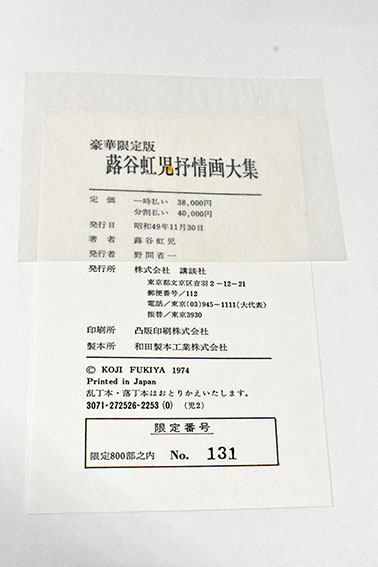 豪華限定版
蕗谷虹児抒情画大集
定価 一時払い 38,000円
分割払い 40,000円
発行日 昭和49年11月30日
著者 蕗谷虹児
発行者 野間省一
発行所 株式会社 講談社
東京都文京区音羽2-12-21
郵便番号/112
電話/東京(03)945-1111(大代表)
振替/東京3930
印刷所 凸版印刷株式会社
製本所 和田製本工業株式会社
© KOJI FUKIYA 1974
Printed in Japan
乱丁本・落丁本はおとりかえいたします。
3071-272526-2253(0) (児2)
限定番号
限定800部之内 No. 131